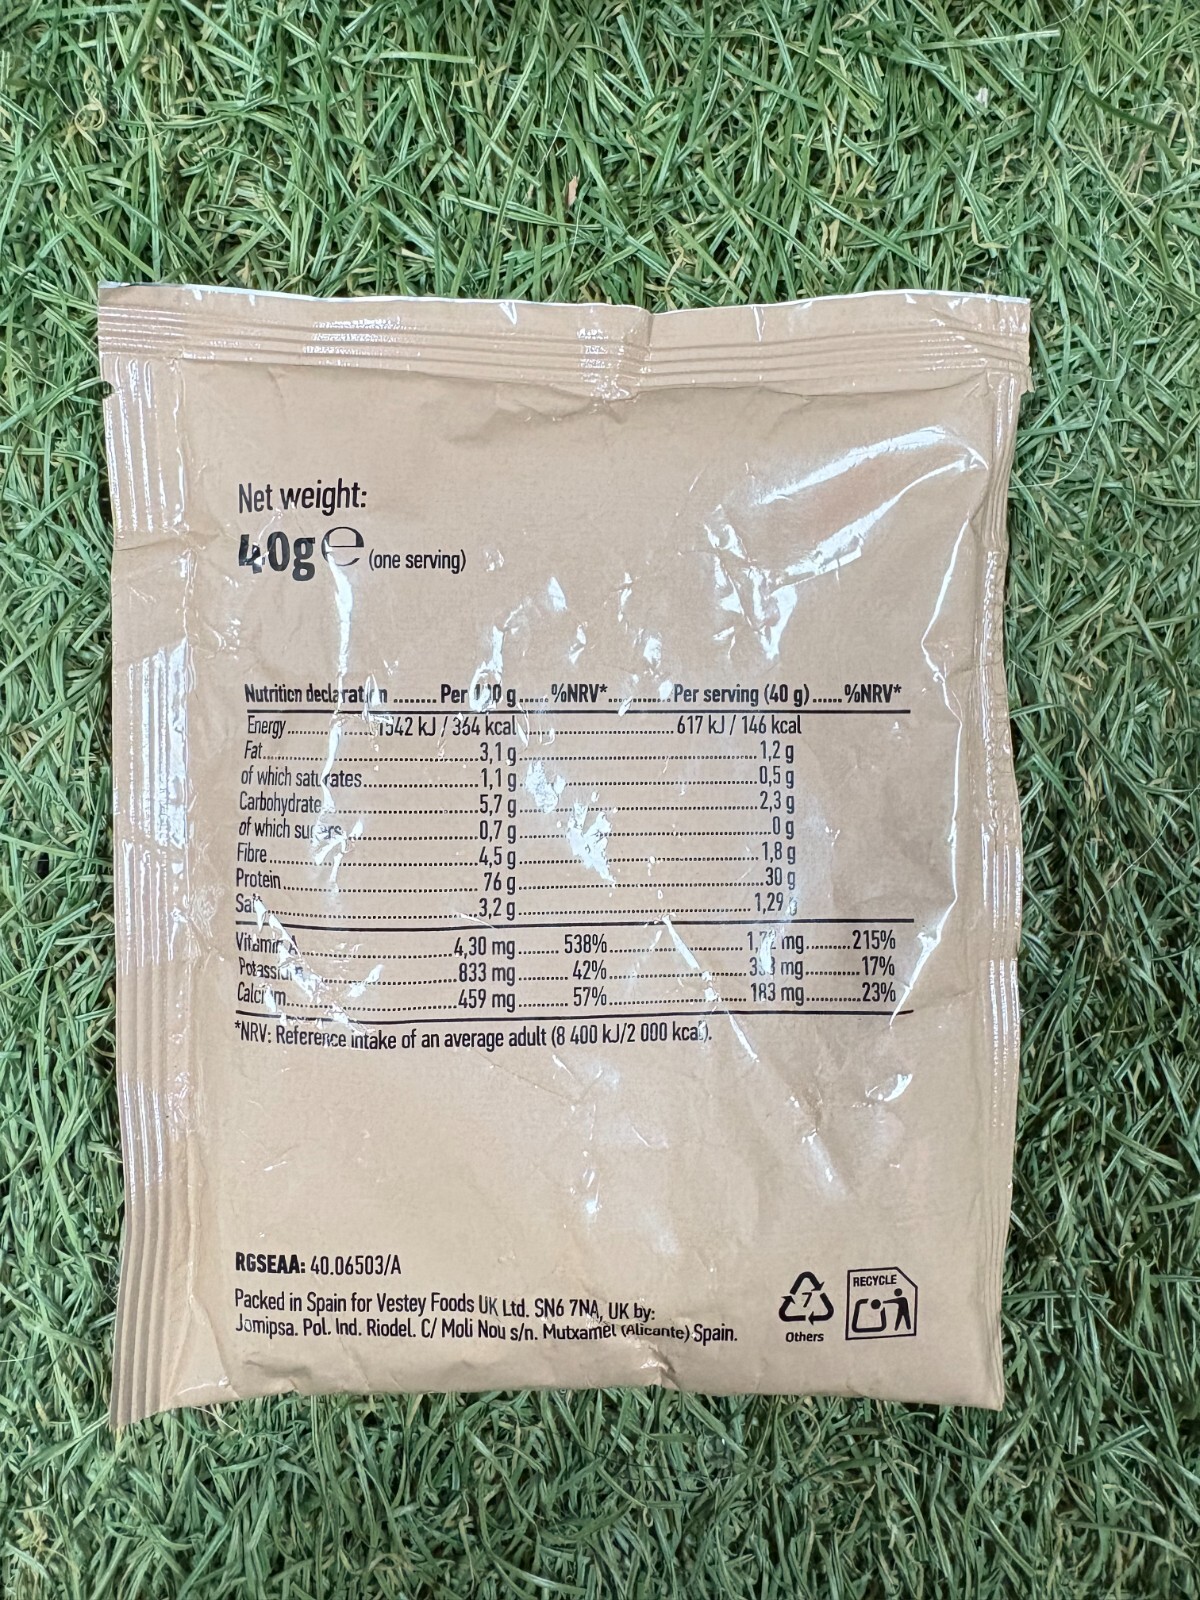 Net weight:
40g℮ (one serving)
Nutrition declaration ........ Per 100 g ...... %NRV* ............. Per serving (40 g) ...... %NRV*
Energy .................. 1542 kJ / 364 kcal .............................. 617 kJ / 146 kcal
Fat .................. 3,1 g .............................. 1,2 g
of which saturates .................. 1,1 g .............................. 0,5 g
Carbohydrate .................. 5,7 g .............................. 2,3 g
of which sugars .................. 0,7 g .............................. 0 g
Fibre .................. 4,5 g .............................. 1,8 g
Protein .................. 76 g .............................. 30 g
Salt .................. 3,2 g .............................. 1,29 g
Vitamin A .................. 4,30 mg .......... 538% .................. 1,72 mg .......... 215%
Potassium .................. 833 mg .......... 42% .................. 333 mg .......... 17%
Calcium .................. 459 mg .......... 57% .................. 183 mg .......... 23%
*NRV: Reference intake of an average adult (8 400 kJ/2 000 kcal).
RGSEAA: 40.06503/A
Packed in Spain for Vestey Foods UK Ltd. SN6 7NA, UK by:
Jomipsa. Pol. Ind. Riodel. C/ Moli Nou s/n. Mutxamèl (Alicante) Spain.
7
Others
RECYCLE